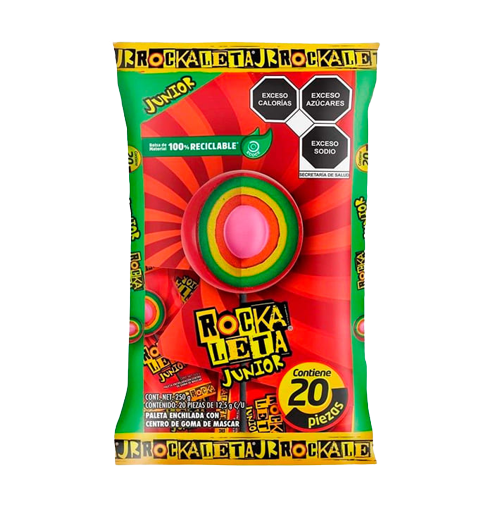 JRROCKALETAJRROCKALETA
JUNIOR
EXCESO
CALORÍAS
EXCESO
AZÚCARES
EXCESO
SODIO
SECRETARÍA DE SALUD
Bolsa de
Material 100% RECICLABLE*
ROCKA
LETA
JUNIOR
Contiene
20
piezas
CONT. NET. 250 g
CONTENIDO: 20 PIEZAS DE 12.5 g C/U
PALETA ENCHILADA CON
CENTRO DE GOMA DE MASCAR
ROCKALETAJRROCKALETAJRROCKALETA